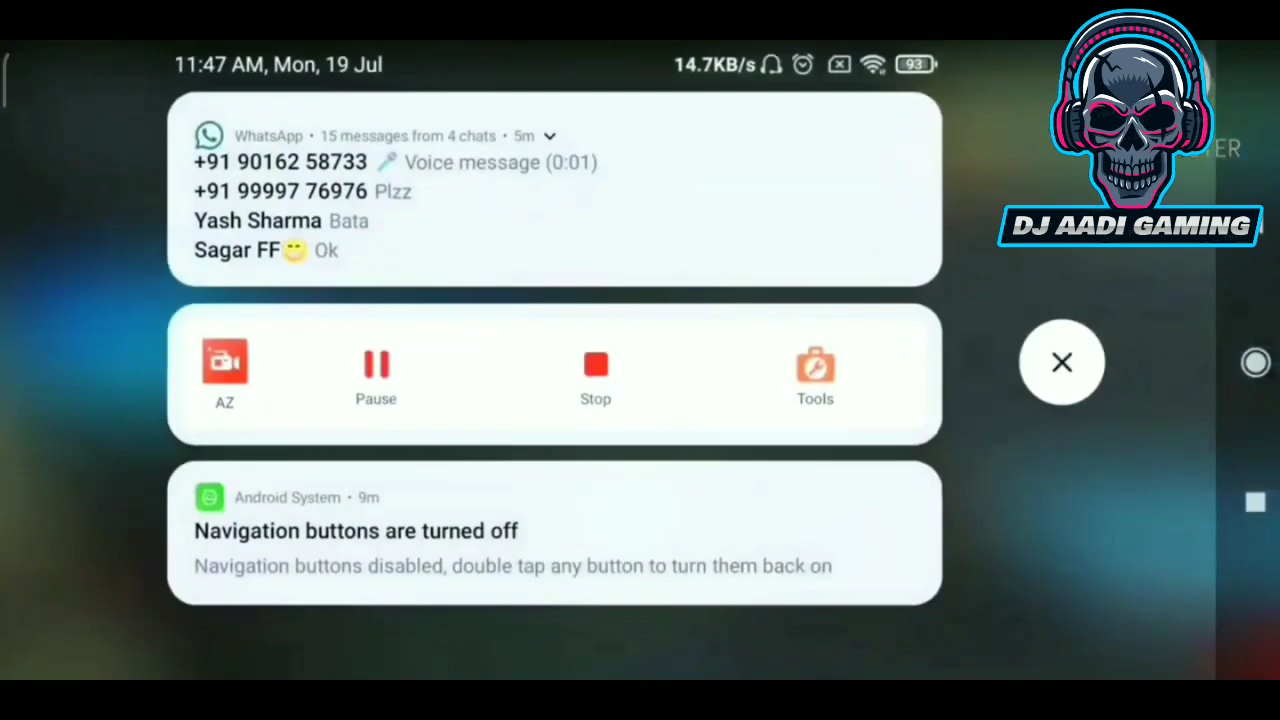 11:47 AM, Mon, 19 Jul
14.7KB/s
93
WhatsApp • 15 messages from 4 chats • 5m
+91 90162 58733 🎤 Voice message (0:01)
+91 99997 76976 Plzz
Yash Sharma Bata
Sagar FF😁 Ok
AZ
Pause
Stop
Tools
Android System • 9m
Navigation buttons are turned off
Navigation buttons disabled, double tap any button to turn them back on
DJ AADI GAMING